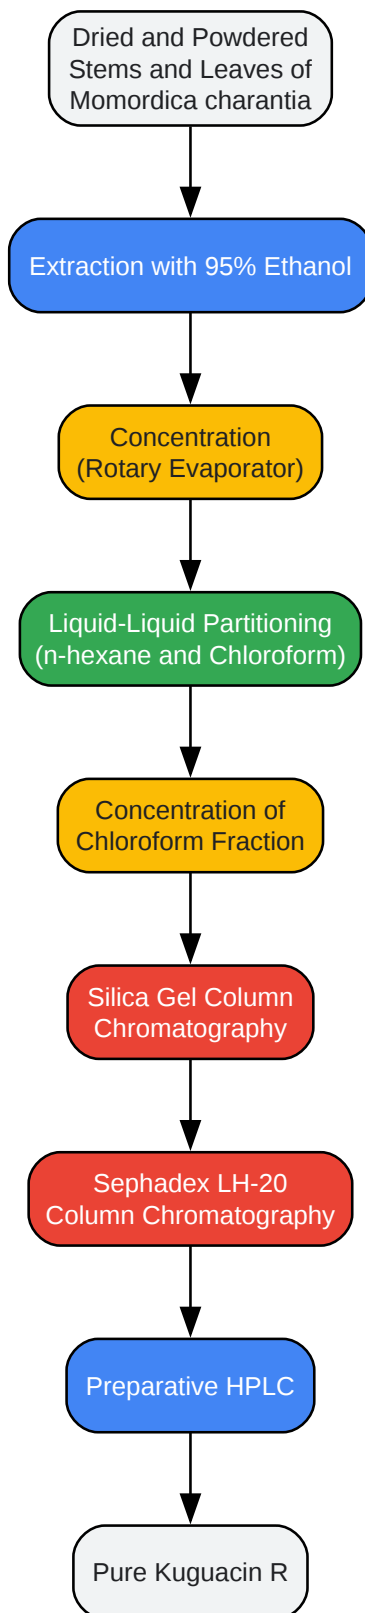 Dried and Powdered
Stems and Leaves of
Momordica charantia
Extraction with 95% Ethanol
Concentration
(Rotary Evaporator)
Liquid-Liquid Partitioning
(n-hexane and Chloroform)
Concentration of
Chloroform Fraction
Silica Gel Column
Chromatography
Sephadex LH-20
Column Chromatography
Preparative HPLC
Pure Kuguacin R